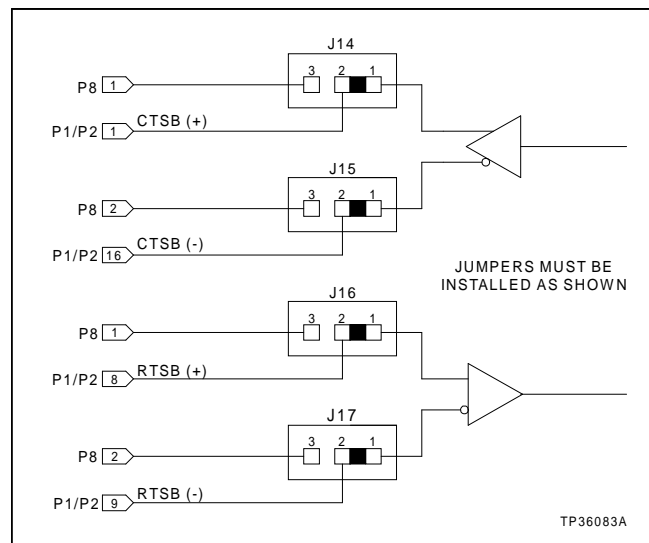 J14
3 2 1
P8 1
P1/P2 1 CTSB (+)
J15
3 2 1
P8 2
P1/P2 16 CTSB (-)
JUMPERS MUST BE
INSTALLED AS SHOWN
J16
3 2 1
P8 1
P1/P2 8 RTSB (+)
J17
3 2 1
P8 2
P1/P2 9 RTSB (-)
TP36083A